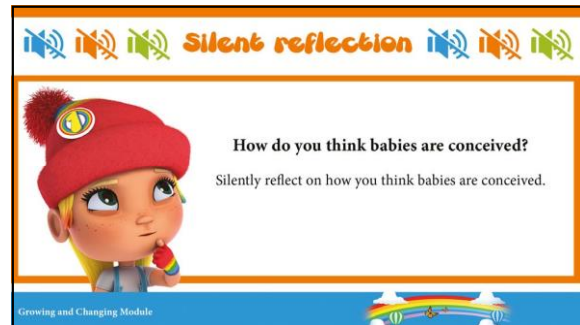 Silent reflection
How do you think babies are conceived?
Silently reflect on how you think babies are conceived.
Growing and Changing Module